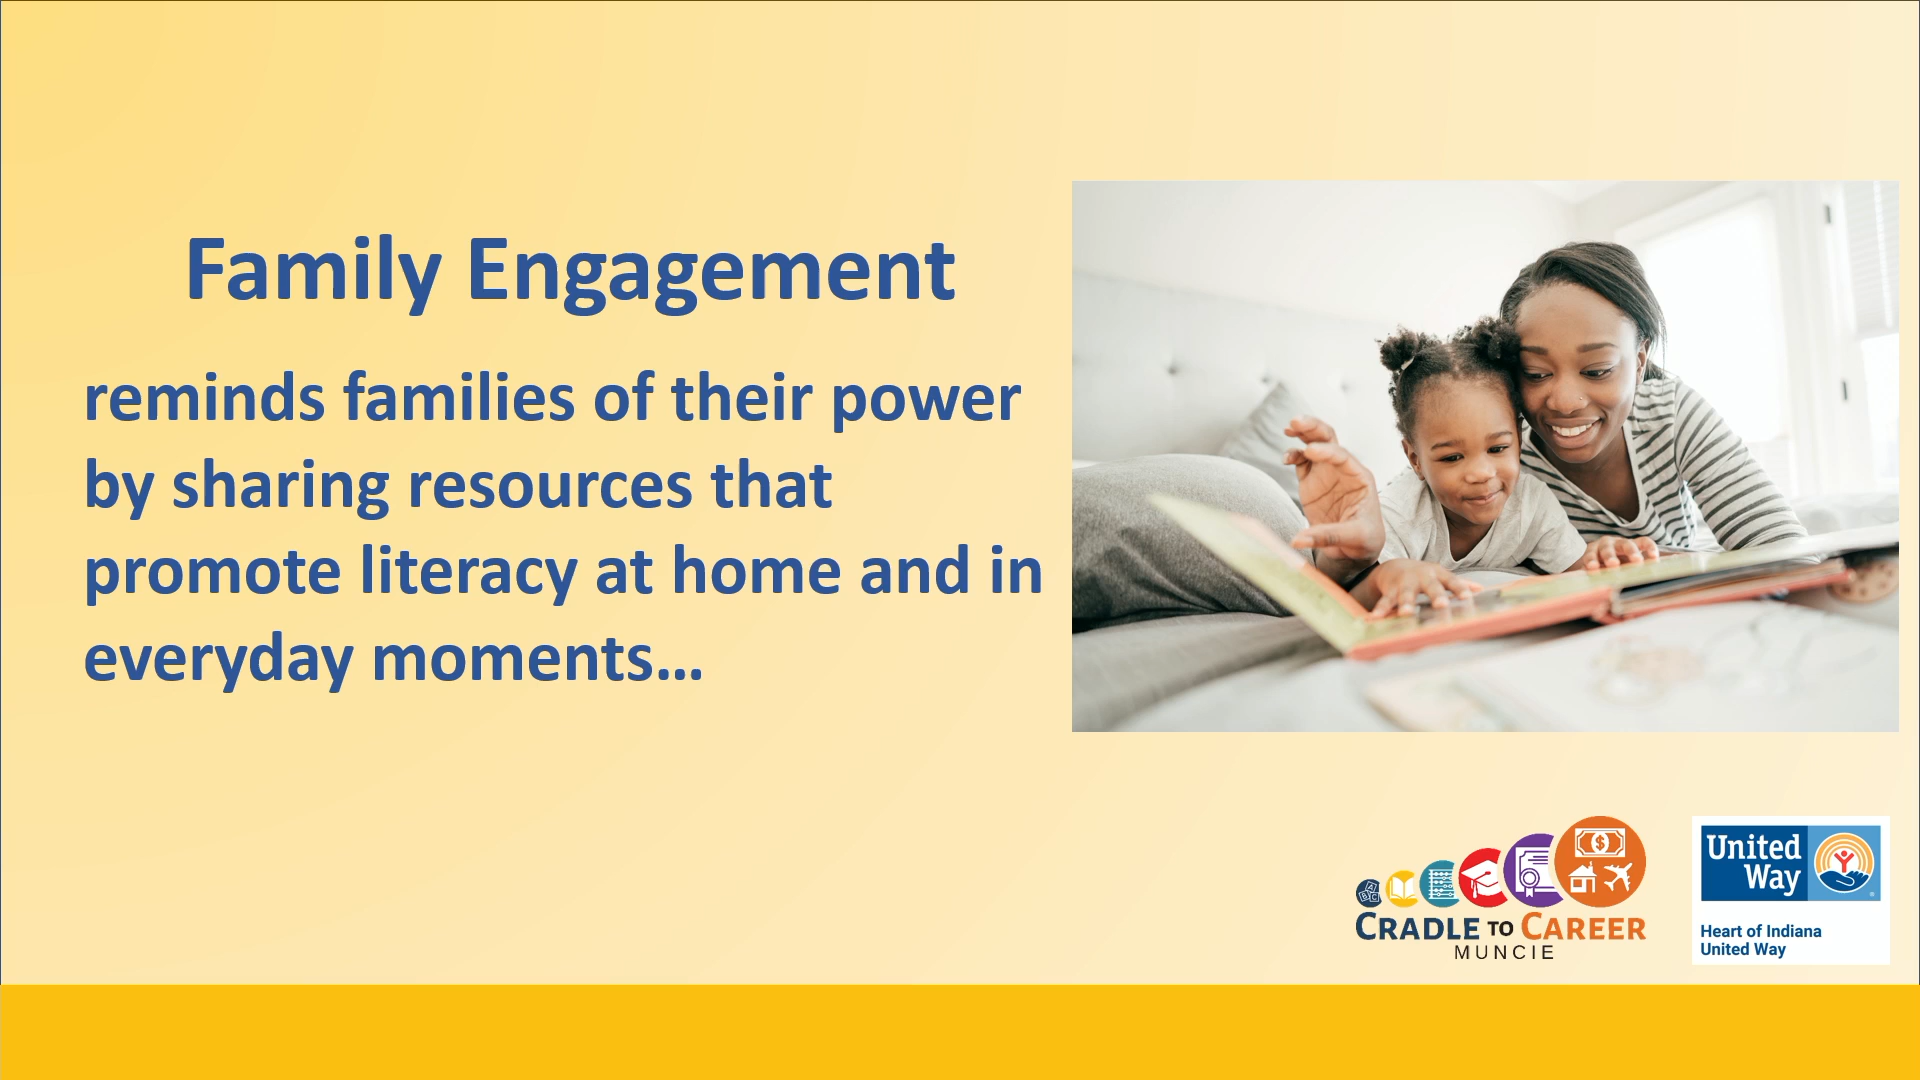 Family Engagement
reminds families of their power
by sharing resources that
promote literacy at home and in
everyday moments…
CRADLE TO CAREER
MUNCIE
United
Way
Heart of Indiana
United Way